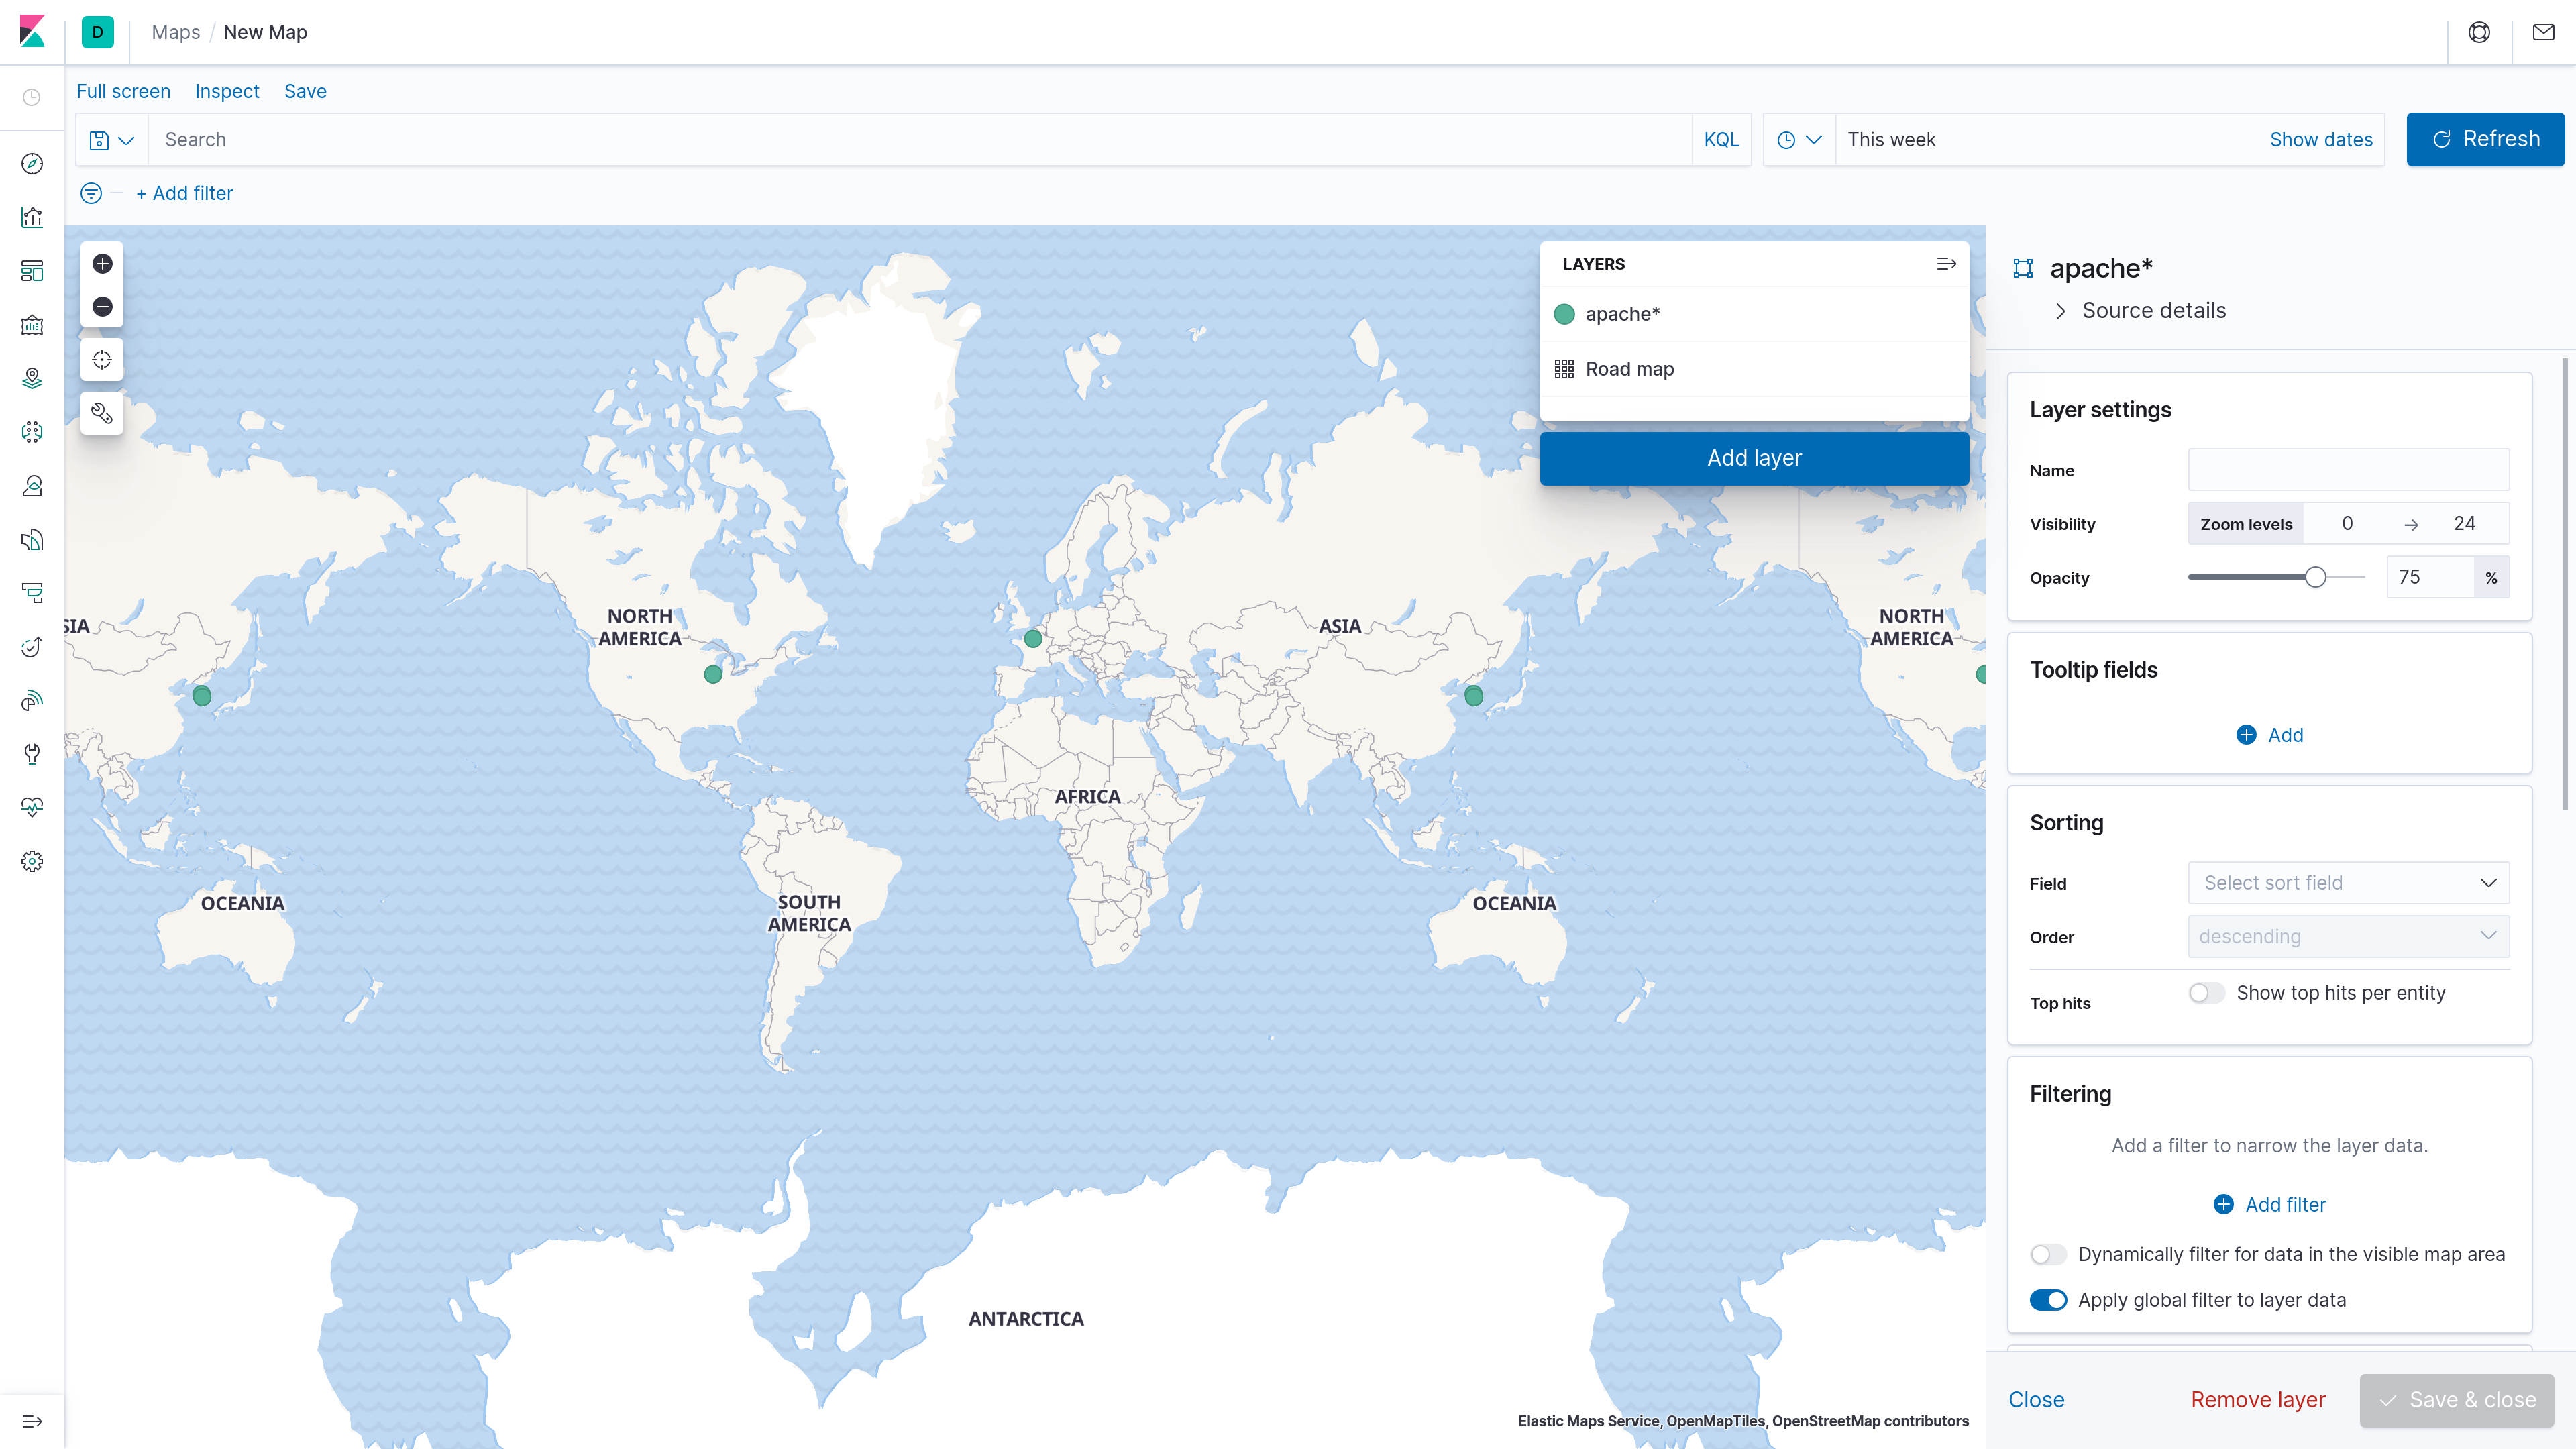 D
Maps / New Map
Full screen Inspect Save
Search KQL This week Show dates Refresh
+ Add filter
LAYERS
apache*
Road map
Add layer
apache*
Source details
Layer settings
Name
Visibility Zoom levels 0 → 24
Opacity 75 %
Tooltip fields
Add
Sorting
Field Select sort field
Order descending
Top hits Show top hits per entity
Filtering
Add a filter to narrow the layer data.
Add filter
Dynamically filter for data in the visible map area
Apply global filter to layer data
Close Remove layer Save & close
SIA
NORTH
AMERICA
ASIA
NORTH
AMERICA
AFRICA
OCEANIA
SOUTH
AMERICA
OCEANIA
ANTARCTICA
Elastic Maps Service, OpenMapTiles, OpenStreetMap contributors